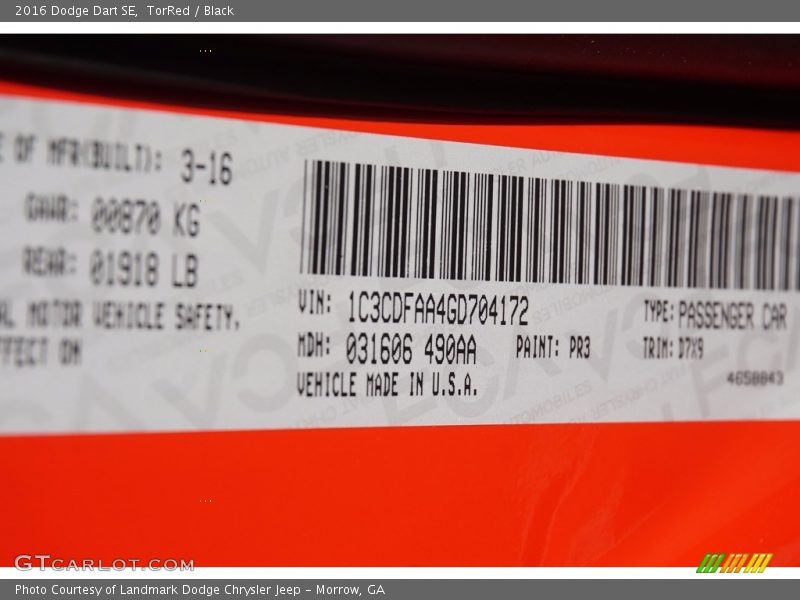 2016 Dodge Dart SE, TorRed / Black
E OF MFR(BUILT): 3-16
GAWR: 00870 KG
REAR: 01918 LB
AL MOTOR VEHICLE SAFETY,
FFECT ON
VIN: 1C3CDFAA4GD704172
TYPE: PASSENGER CAR
MDH: 031606 490AA PAINT: PR3
TRIM: D7X9
VEHICLE MADE IN U.S.A.
4658843
GTCARLOT.COM
Photo Courtesy of Landmark Dodge Chrysler Jeep - Morrow, GA